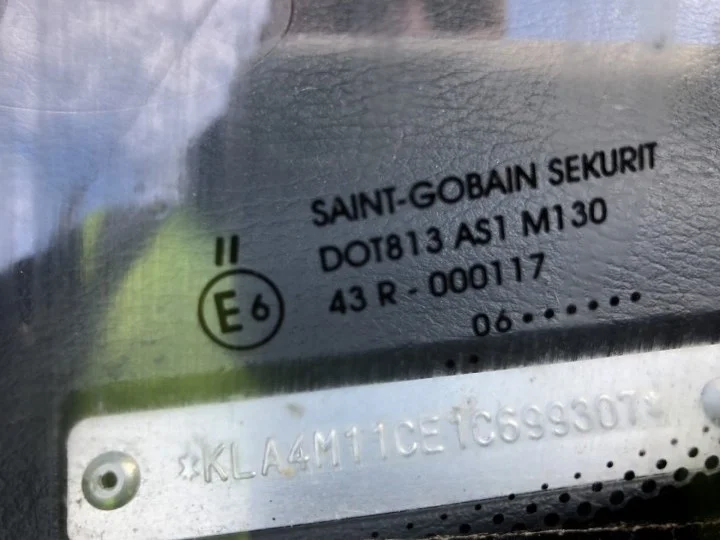 SAINT-GOBAIN SEKURIT
II
DOT813 AS1 M130
E6
43 R - 000117
06••••••
*KLA4M11CE1C699307*